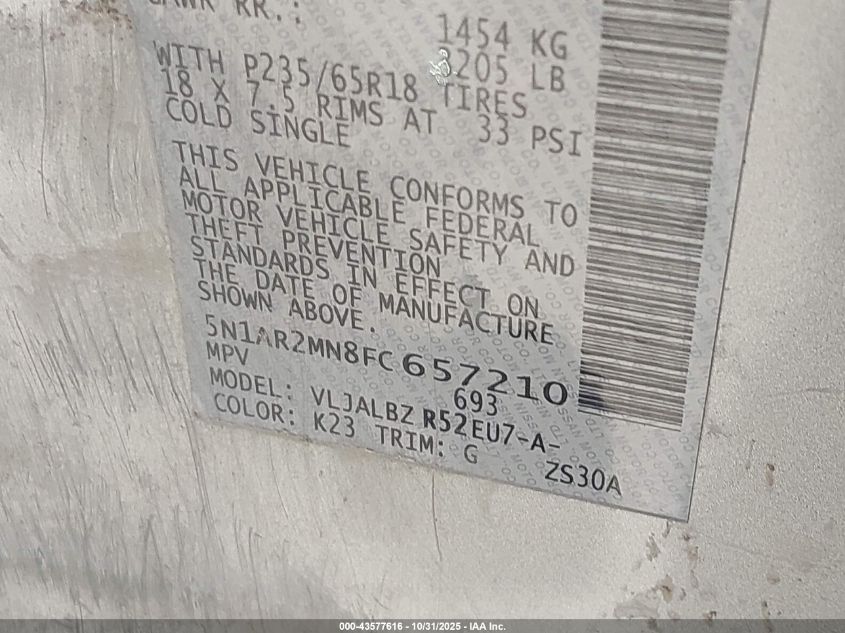 GAWR RR.:
1454 KG
3205 LB
WITH P235/65R18 TIRES
18 X 7.5 RIMS AT 33 PSI
COLD SINGLE
THIS VEHICLE CONFORMS TO
ALL APPLICABLE FEDERAL
MOTOR VEHICLE SAFETY AND
THEFT PREVENTION
STANDARDS IN EFFECT ON
THE DATE OF MANUFACTURE
SHOWN ABOVE.
5N1AR2MN8FC657210
MPV 693
MODEL: VLJALBZ R52EU7-A-
COLOR: K23 TRIM: G ZS30A
000-43577616 - 10/31/2025 - IAA Inc.